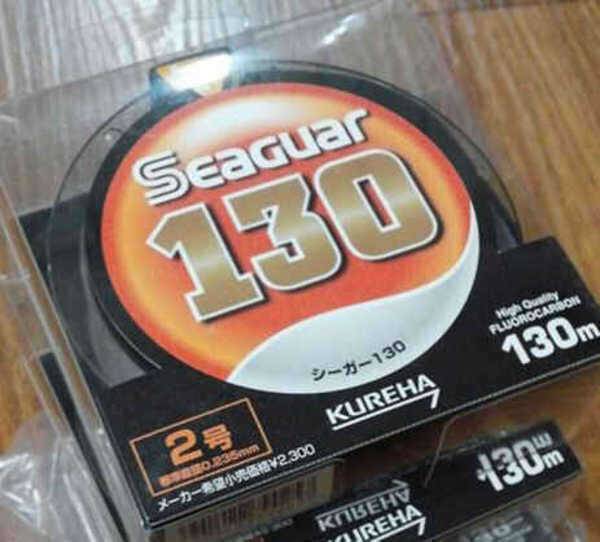 SEAGUAR
130
シーガー130
High Quality
FLUOROCARBON
130m
KUREHA
2号
標準直径0.235mm
メーカー希望小売価格¥2,300
130m
KUREHA
KUREHA